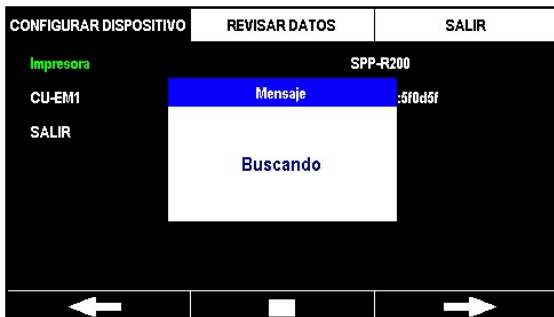 CONFIGURAR DISPOSITIVO REVISAR DATOS SALIR
Impresora SPP-R200
CU-EM1 :5f0d5f
SALIR
Mensaje
Buscando